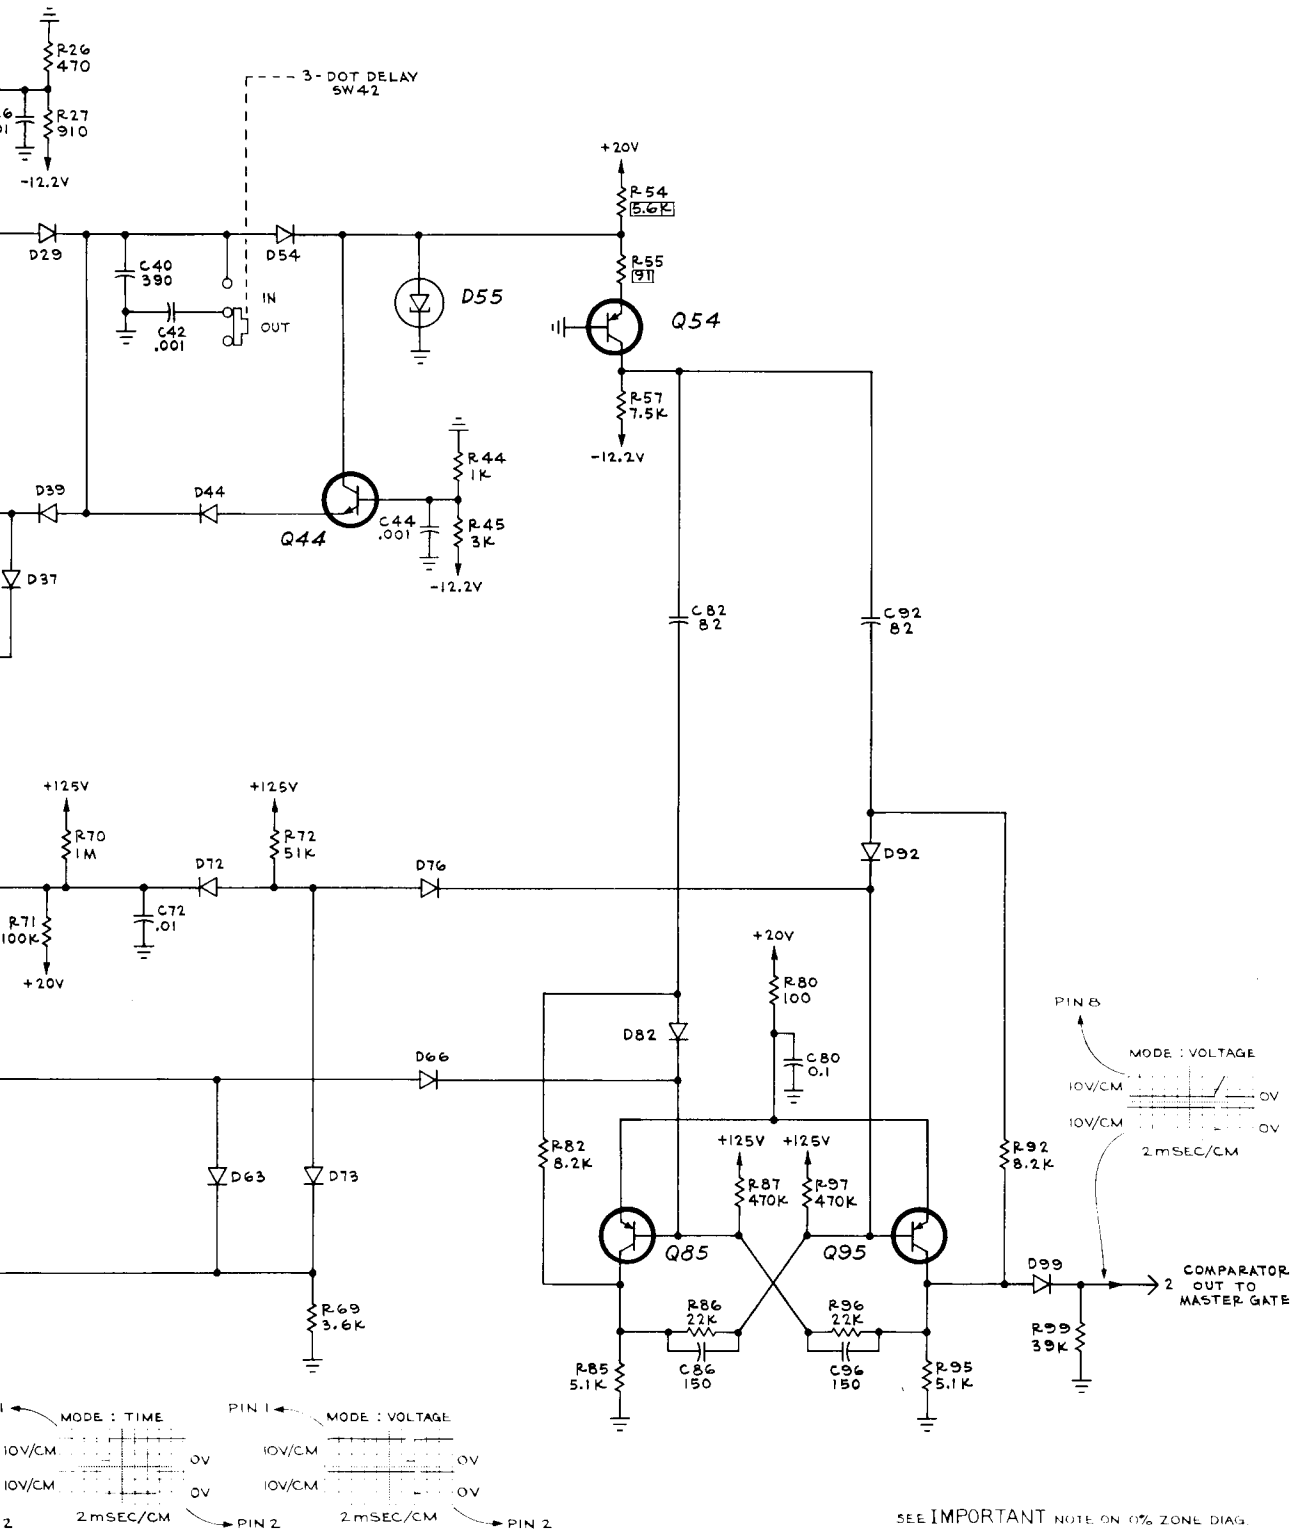 R26
470
3-DOT DELAY
SW42
R27
910
-12.2V
+20V
R54
5.6K
D29
C40
390
D54
R55
91
IN
OUT
C42
.001
D55
Q54
R57
7.5K
-12.2V
R44
1K
D39
D44
C44
.001
R45
3K
Q44
-12.2V
D37
C82
82
C92
82
+125V
+125V
R70
1M
R72
51K
D72
D76
D92
R71
100K
C72
.01
+20V
+20V
R80
100
PIN 8
D82
C80
0.1
MODE : VOLTAGE
10V/CM
0V
10V/CM
0V
2mSEC/CM
D66
R82
8.2K
+125V
+125V
R92
8.2K
D63
D73
R87
470K
R97
470K
Q85
Q95
D99
2
COMPARATOR
OUT TO
MASTER GATE
R69
3.6K
R86
22K
R96
22K
R99
39K
R85
5.1K
C86
150
C96
150
R95
5.1K
MODE : TIME
10V/CM
0V
10V/CM
0V
2mSEC/CM
PIN 2
PIN 1
MODE : VOLTAGE
10V/CM
0V
10V/CM
0V
2mSEC/CM
PIN 2
2
SEE IMPORTANT NOTE ON 0% ZONE DIAG.